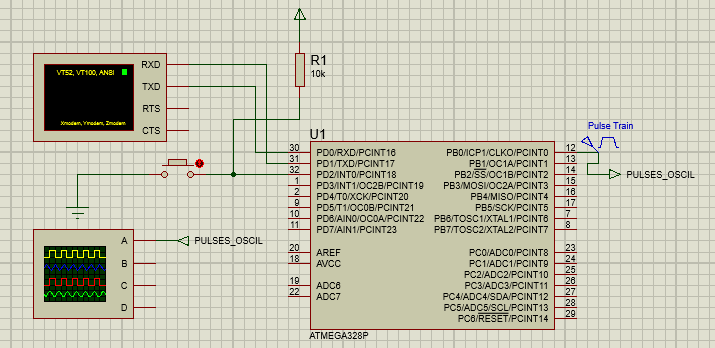 R1
10k
RXD
TXD
RTS
CTS
VT52, VT100, ANSI
Xmodem, Ymodem, Zmodem
U1
30 PD0/RXD/PCINT16
31 PD1/TXD/PCINT17
32 PD2/INT0/PCINT18
1 PD3/INT1/OC2B/PCINT19
2 PD4/T0/XCK/PCINT20
9 PD5/T1/OC0B/PCINT21
10 PD6/AIN0/OC0A/PCINT22
11 PD7/AIN1/PCINT23
20 AREF
18 AVCC
19 ADC6
22 ADC7
PB0/ICP1/CLKO/PCINT0 12
PB1/OC1A/PCINT1 13
PB2/SS/OC1B/PCINT2 14
PB3/MOSI/OC2A/PCINT3 15
PB4/MISO/PCINT4 16
PB5/SCK/PCINT5 17
PB6/TOSC1/XTAL1/PCINT6 7
PB7/TOSC2/XTAL2/PCINT7 8
PC0/ADC0/PCINT8 23
PC1/ADC1/PCINT9 24
PC2/ADC2/PCINT10 25
PC3/ADC3/PCINT11 26
PC4/ADC4/SDA/PCINT12 27
PC5/ADC5/SCL/PCINT13 28
PC6/RESET/PCINT14 29
ATMEGA328P
Pulse Train
PULSES_OSCIL
A
B
C
D
PULSES_OSCIL